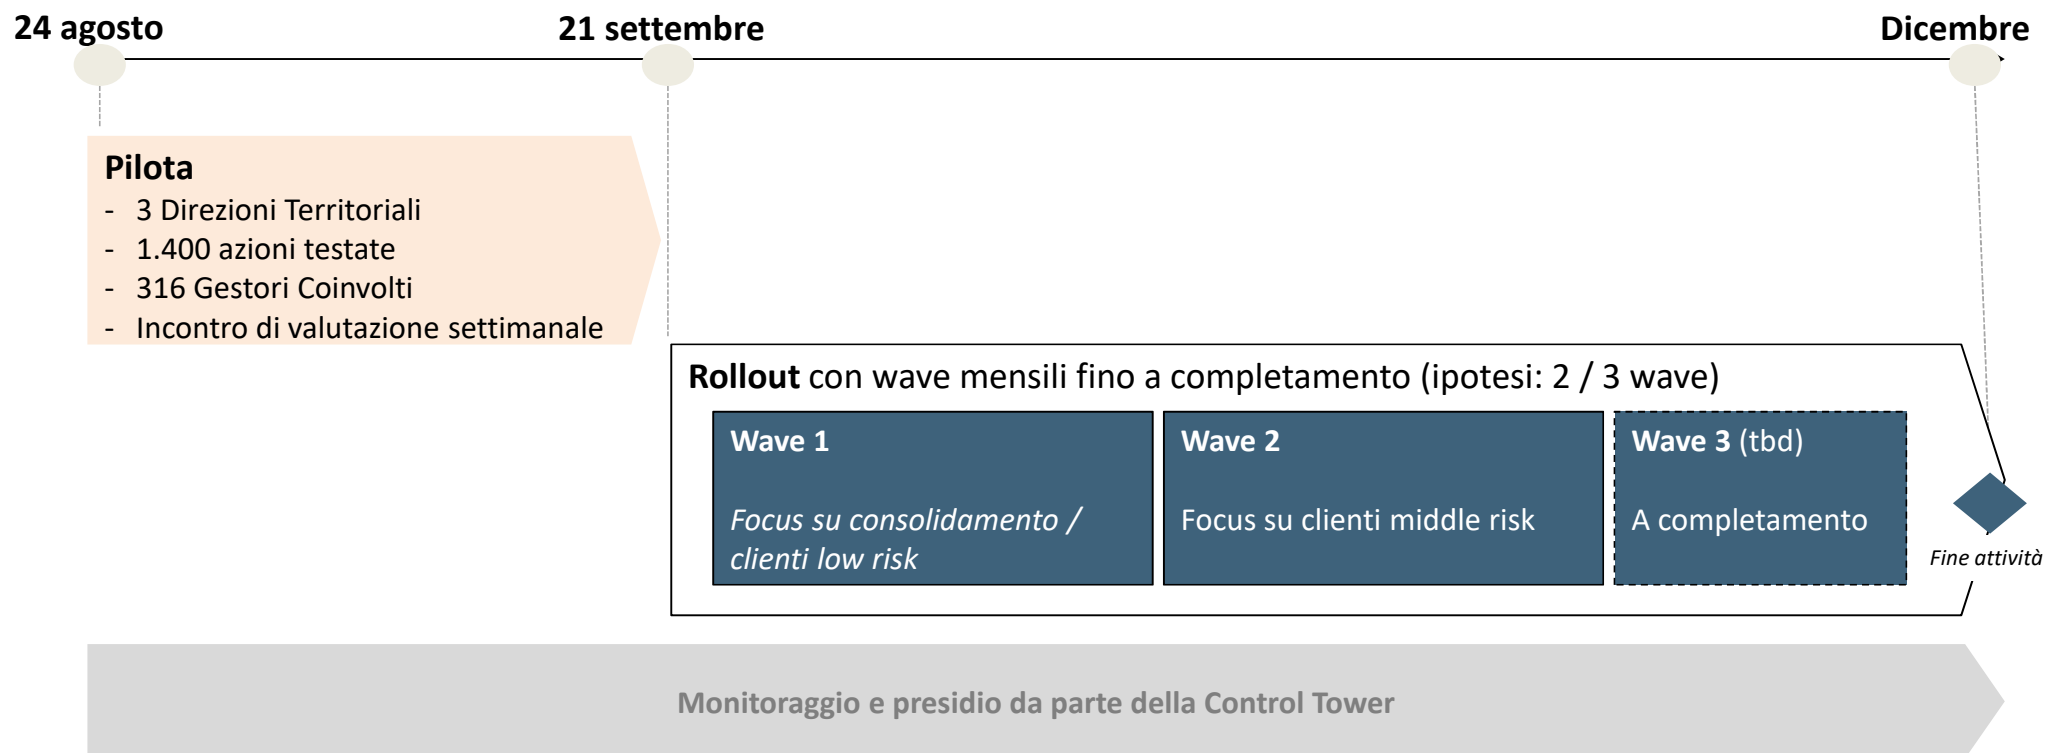 24 agosto
21 settembre
Dicembre
Pilota
- 3 Direzioni Territoriali
- 1.400 azioni testate
- 316 Gestori Coinvolti
- Incontro di valutazione settimanale
Rollout con wave mensili fino a completamento (ipotesi: 2 / 3 wave)
Wave 1
Focus su consolidamento /
clienti low risk
Wave 2
Focus su clienti middle risk
Wave 3 (tbd)
A completamento
Fine attività
Monitoraggio e presidio da parte della Control Tower